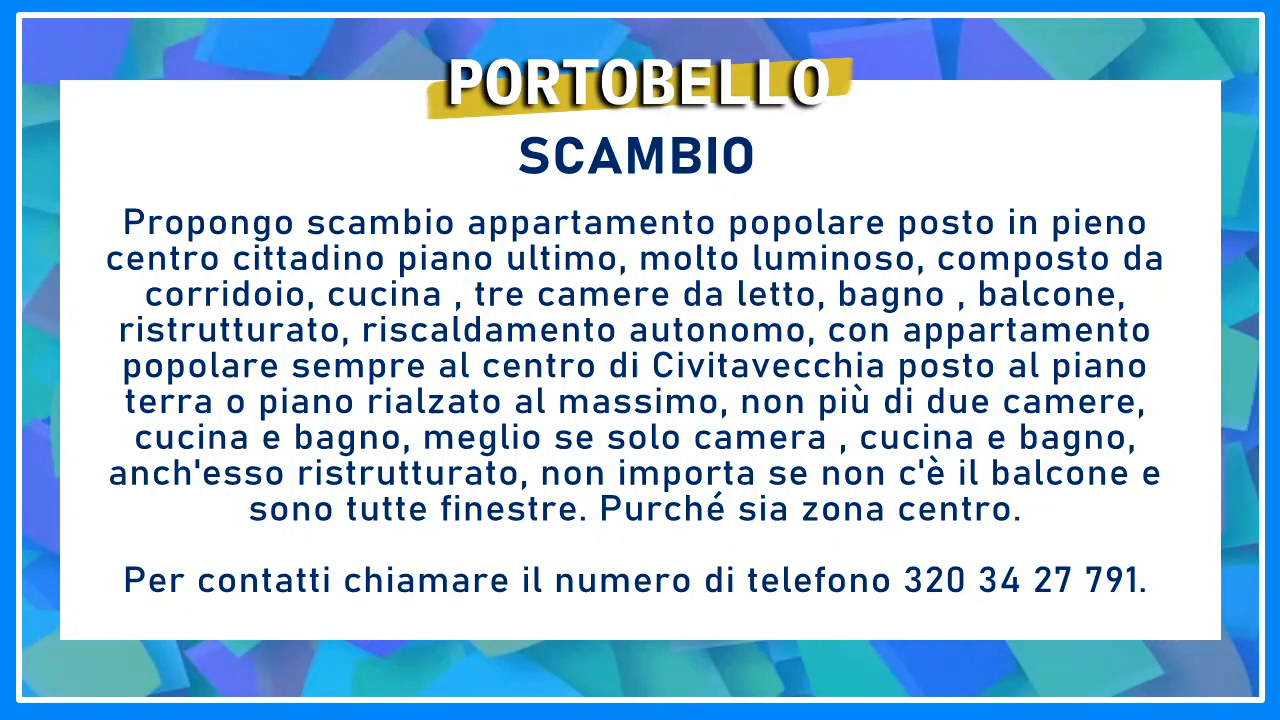 PORTOBELLO
SCAMBIO
Propongo scambio appartamento popolare posto in pieno
centro cittadino piano ultimo, molto luminoso, composto da
corridoio, cucina , tre camere da letto, bagno , balcone,
ristrutturato, riscaldamento autonomo, con appartamento
popolare sempre al centro di Civitavecchia posto al piano
terra o piano rialzato al massimo, non più di due camere,
cucina e bagno, meglio se solo camera , cucina e bagno,
anch'esso ristrutturato, non importa se non c'è il balcone e
sono tutte finestre. Purché sia zona centro.
Per contatti chiamare il numero di telefono 320 34 27 791.